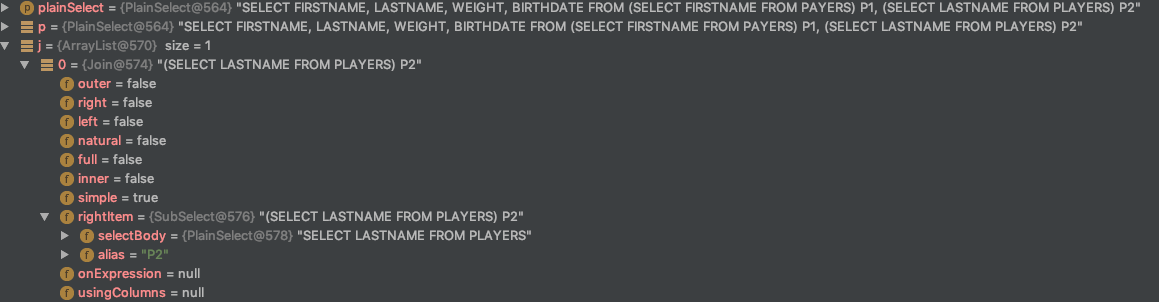 plainSelect = {PlainSelect@564} "SELECT FIRSTNAME, LASTNAME, WEIGHT, BIRTHDATE FROM (SELECT FIRSTNAME FROM PAYERS) P1, (SELECT LASTNAME FROM PLAYERS) P2"
p = {PlainSelect@564} "SELECT FIRSTNAME, LASTNAME, WEIGHT, BIRTHDATE FROM (SELECT FIRSTNAME FROM PAYERS) P1, (SELECT LASTNAME FROM PLAYERS) P2"
j = {ArrayList@570} size = 1
0 = {Join@574} "(SELECT LASTNAME FROM PLAYERS) P2"
outer = false
right = false
left = false
natural = false
full = false
inner = false
simple = true
rightItem = {SubSelect@576} "(SELECT LASTNAME FROM PLAYERS) P2"
selectBody = {PlainSelect@578} "SELECT LASTNAME FROM PLAYERS"
alias = "P2"
onExpression = null
usingColumns = null